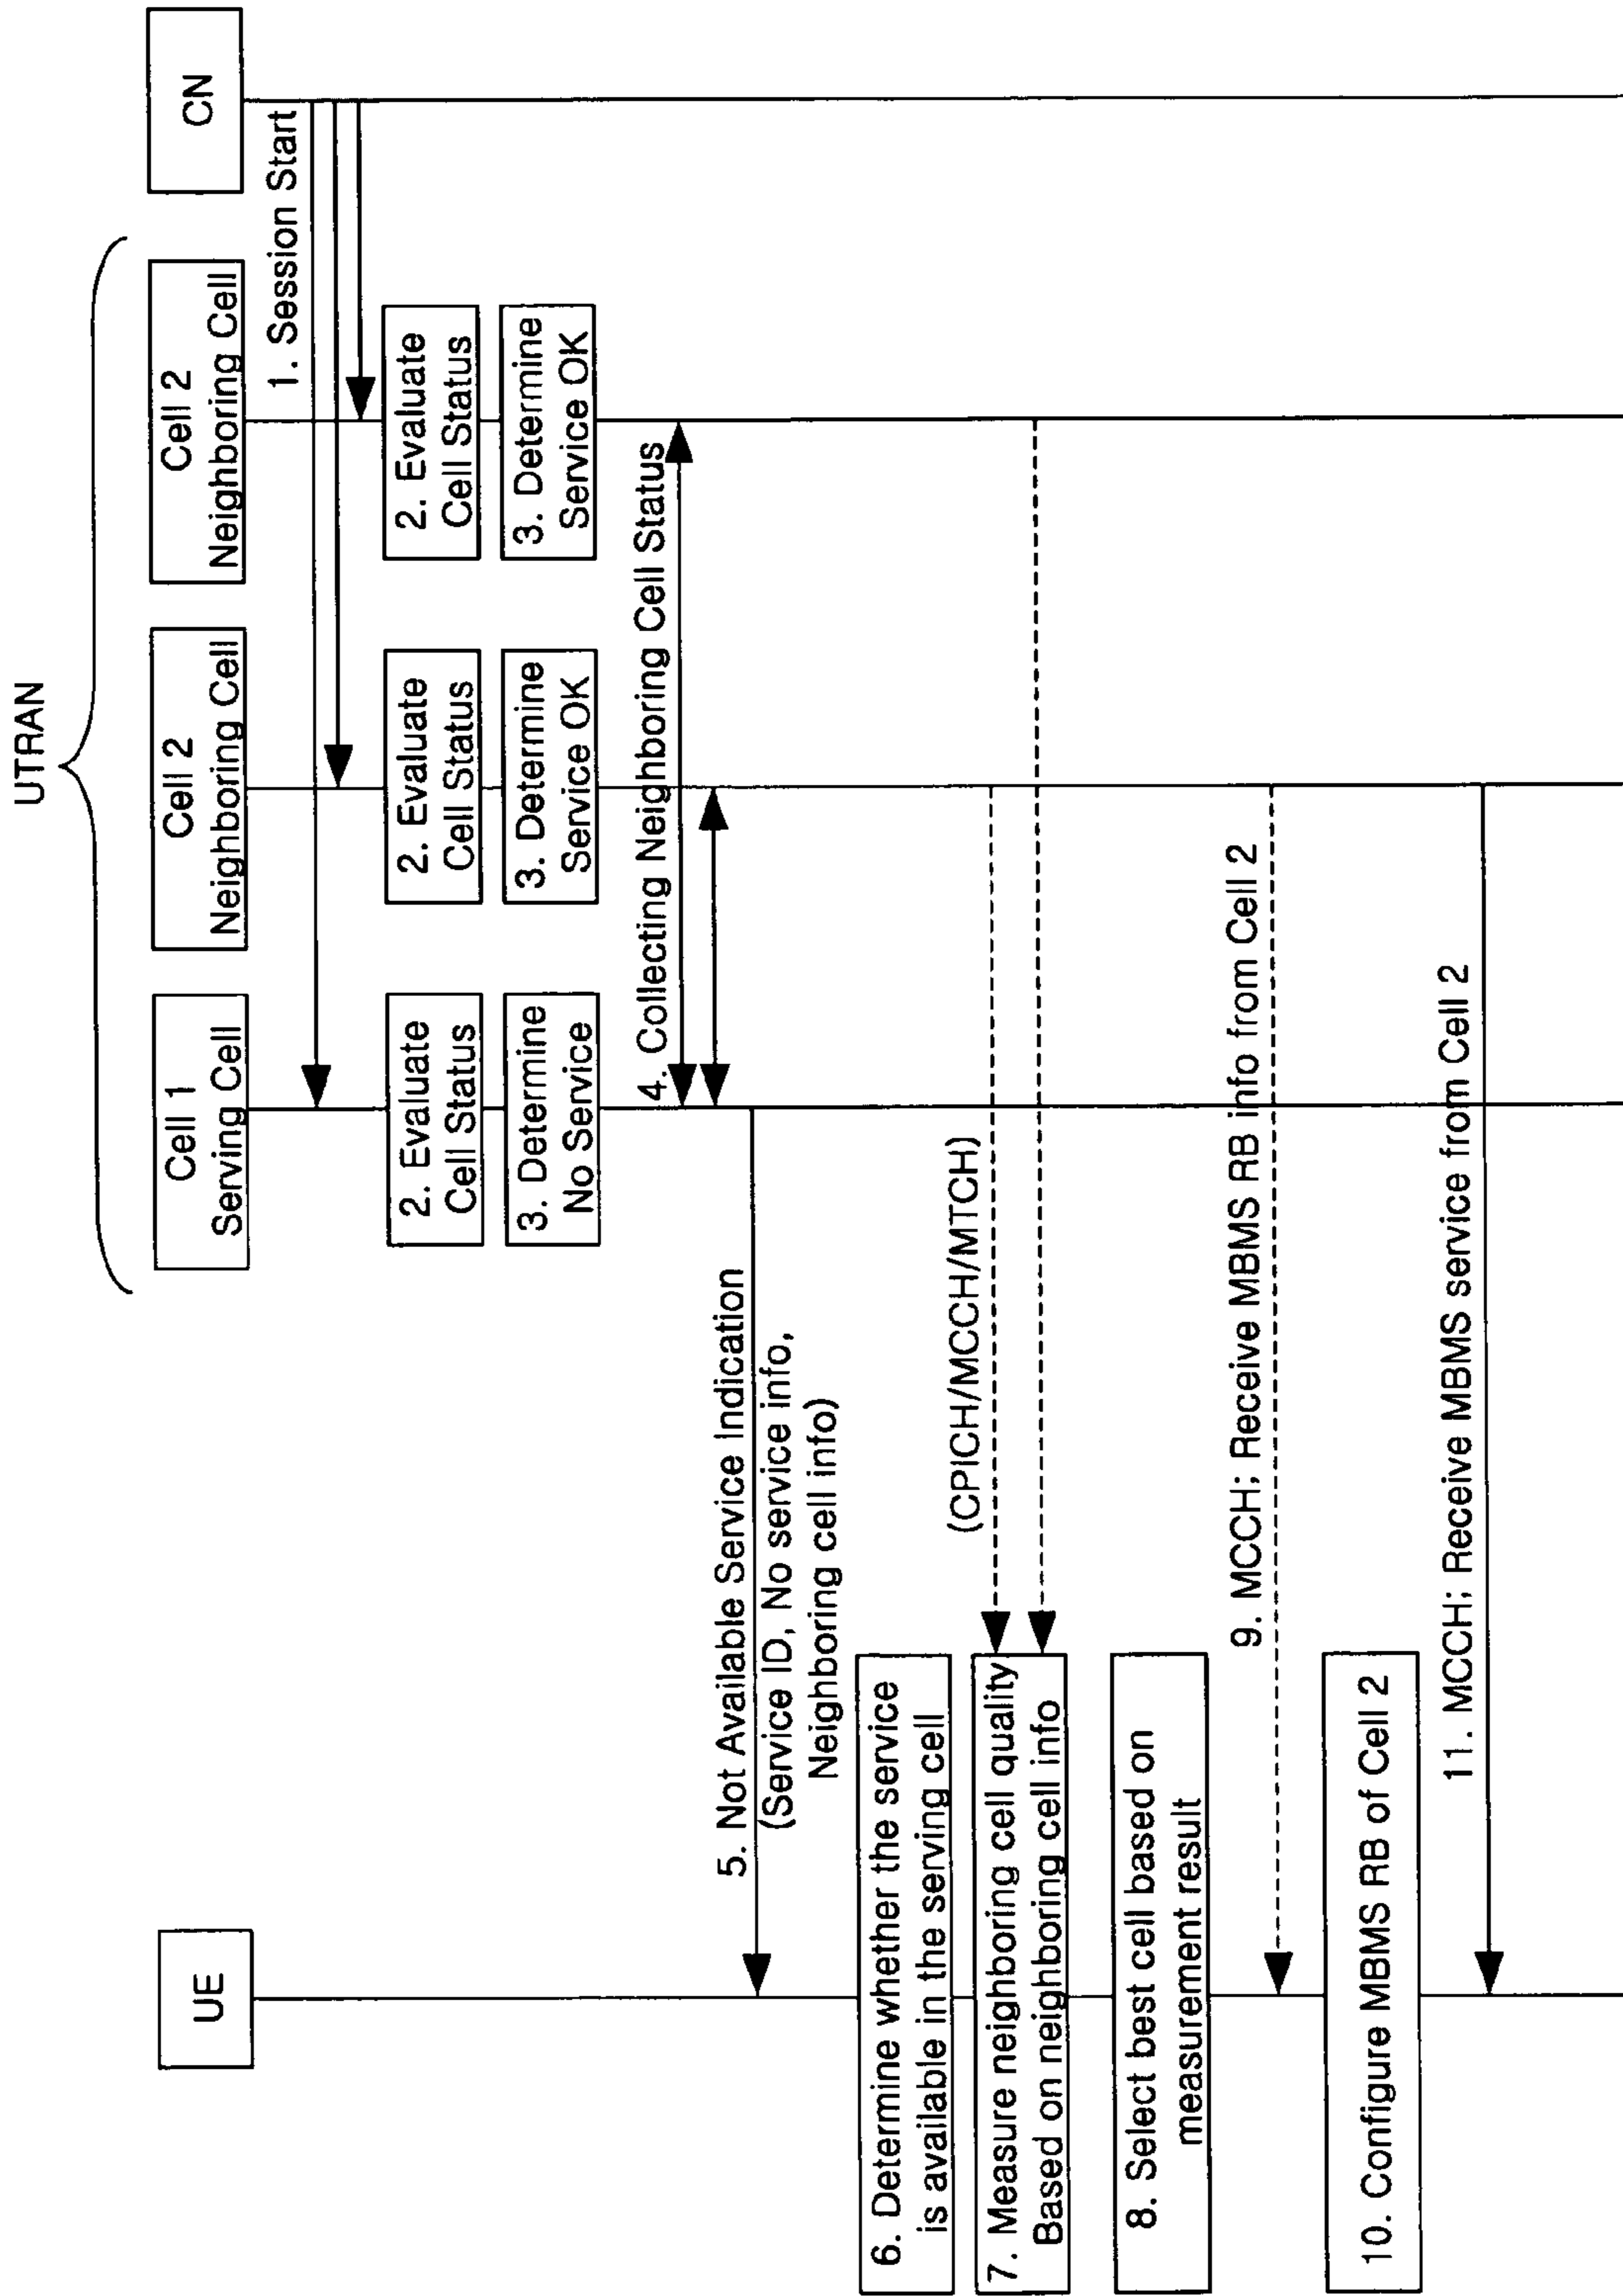 UTRAN
UE
Cell 1
Serving Cell
Cell 2
Neighboring Cell
Cell 2
Neighboring Cell
CN
1. Session Start
2. Evaluate
Cell Status
2. Evaluate
Cell Status
2. Evaluate
Cell Status
3. Determine
No Service
3. Determine
Service OK
3. Determine
Service OK
4. Collecting Neighboring Cell Status
5. Not Available Service Indication
(Service ID, No service info,
Neighboring cell info)
6. Determine whether the service
is available in the serving cell
(CPICH/MCCH/MTCH)
7. Measure neighboring cell quality
Based on neighboring cell info
8. Select best cell based on
measurement result
9. MCCH; Receive MBMS RB info from Cell 2
10. Configure MBMS RB of Cell 2
11. MCCH; Receive MBMS service from Cell 2